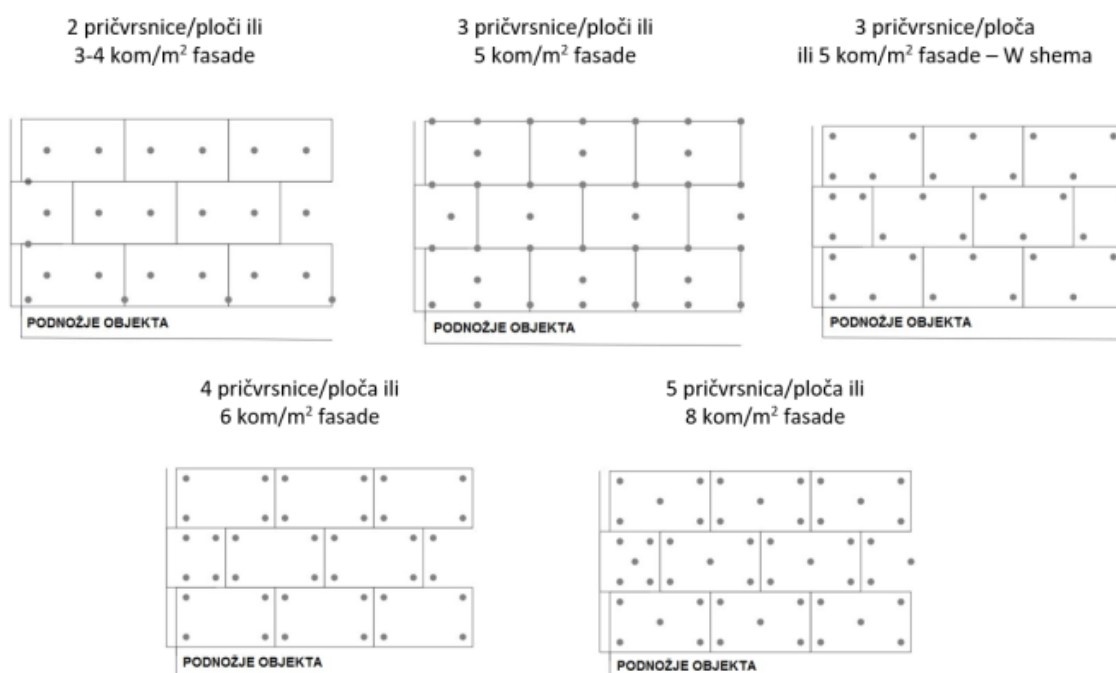 2 pričvrsnice/ploči ili
3-4 kom/m² fasade
3 pričvrsnice/ploči ili
5 kom/m² fasade
3 pričvrsnice/ploča
ili 5 kom/m² fasade – W shema
PODNOŽJE OBJEKTA
PODNOŽJE OBJEKTA
PODNOŽJE OBJEKTA
4 pričvrsnice/ploča ili
6 kom/m² fasade
5 pričvrsnica/ploča ili
8 kom/m² fasade
PODNOŽJE OBJEKTA
PODNOŽJE OBJEKTA